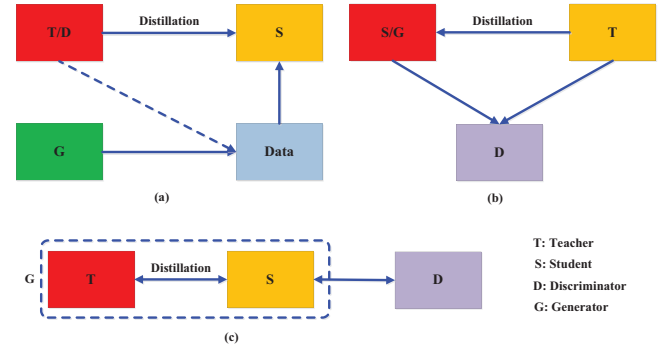 T/D
Distillation
S
G
Data
(a)
S/G
Distillation
T
D
(b)
G
T
Distillation
S
D
(c)
T: Teacher
S: Student
D: Discriminator
G: Generator